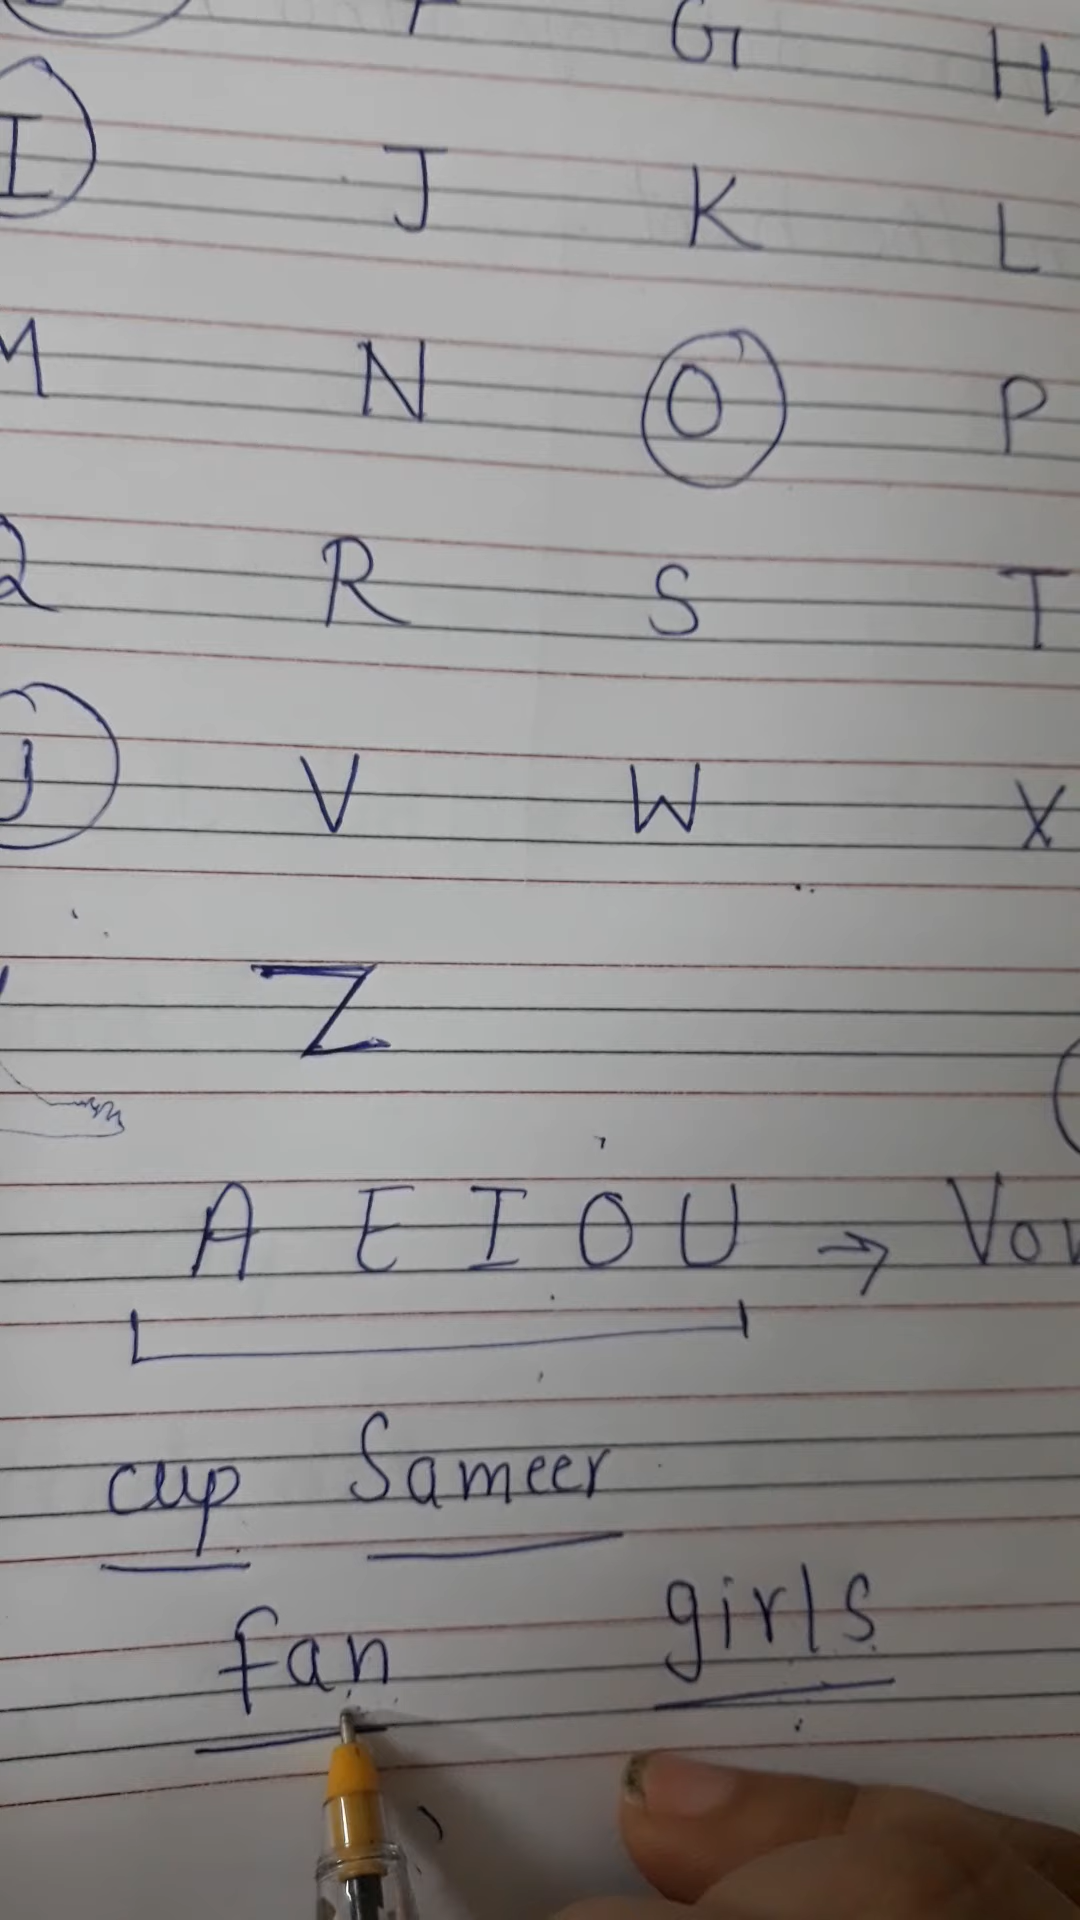 F G H
I J K L
M N O P
Q R S T
U V W X
Z
A E I O U →
cup Sameer
fan girls